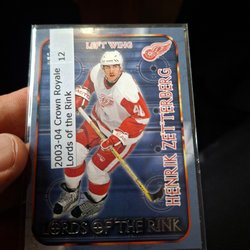 LEFT WING
2003-04 Crown Royale
Lords of the Rink
12
HENRIK ZETTERBERG
LORDS OF THE RINK